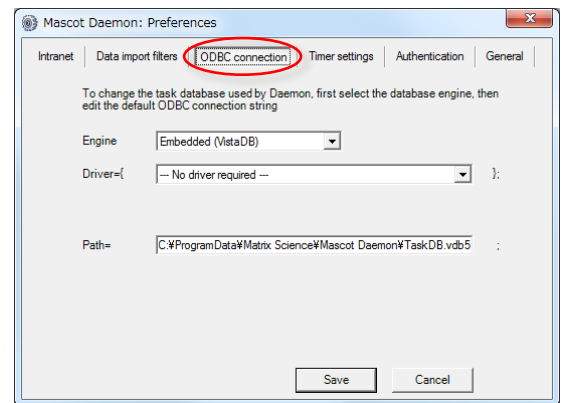 Mascot Daemon: Preferences
Intranet Data import filters ODBC connection Timer settings Authentication General
To change the task database used by Daemon, first select the database engine, then
edit the default ODBC connection string
Engine Embedded (VistaDB)
Driver={ --- No driver required --- };
Path= C:¥ProgramData¥Matrix Science¥Mascot Daemon¥TaskDB.vdb5 ;
Save Cancel